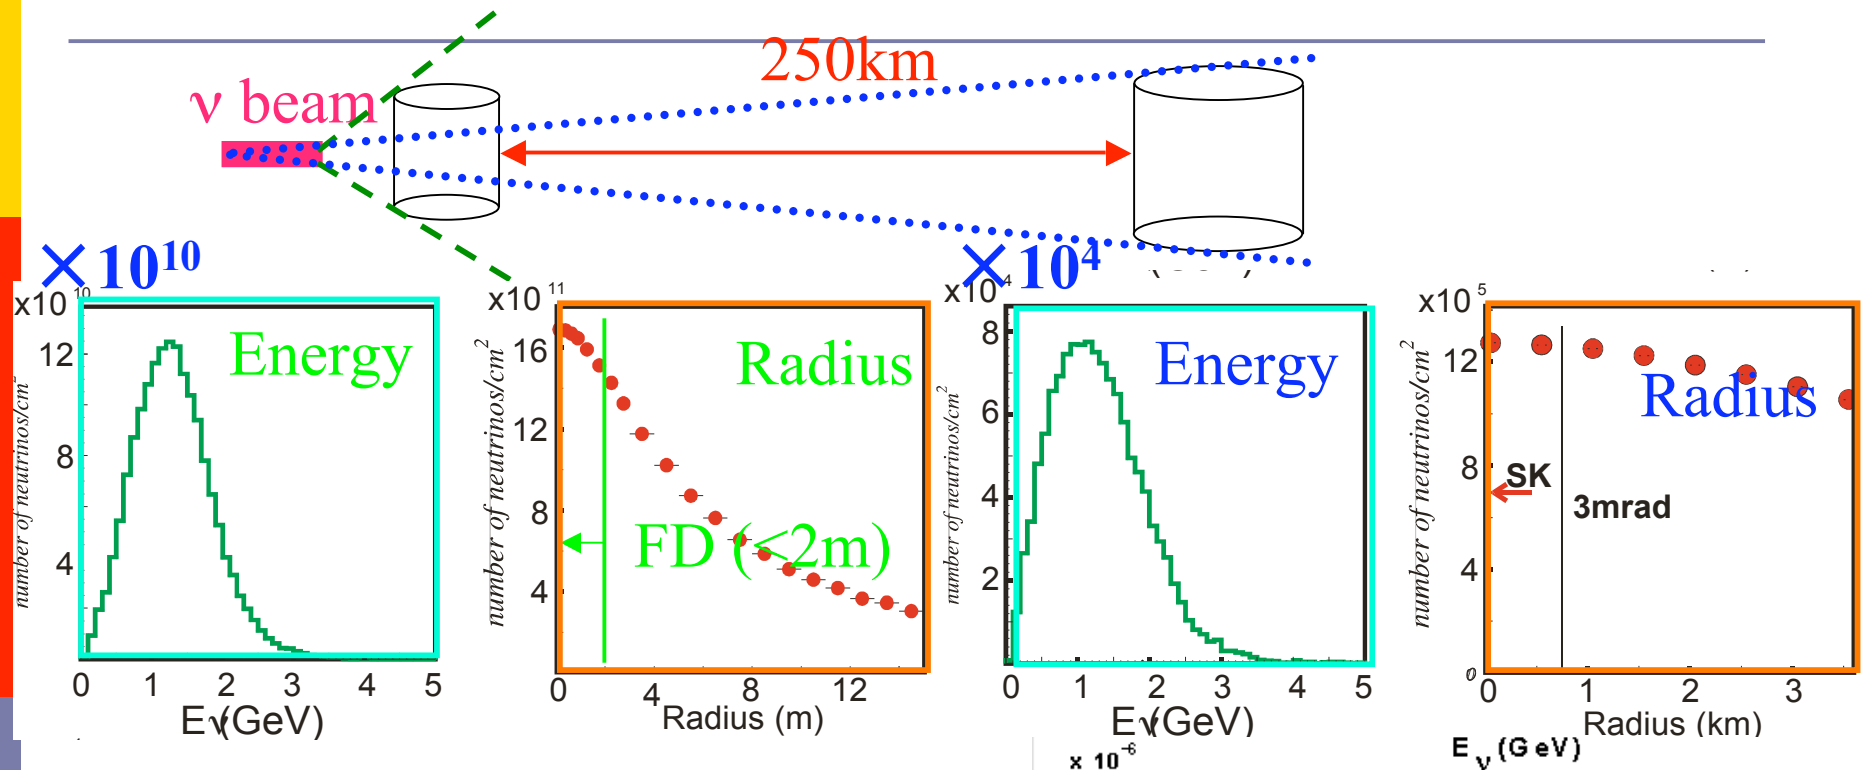 250km
ν beam
×10¹⁰
×10⁴
x10¹⁰
12
8
4
number of neutrinos/cm²
Energy
0 1 2 3 4 5
Eν(GeV)
x10¹¹
16
12
8
4
number of neutrinos/cm²
Radius
FD (<2m)
0 4 8 12
Radius (m)
x10⁴
8
6
4
2
number of neutrinos/cm²
Energy
0 1 2 3 4 5
Eν(GeV)
x10⁵
12
8
4
0
number of neutrinos/cm²
Radius
SK
3mrad
0 1 2 3
Radius (km)
x 10⁻⁶
Eν (GeV)